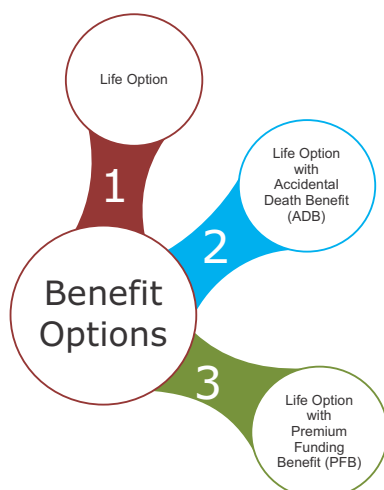 Life Option
1
Life Option
with
Accidental
Death Benefit
(ADB)
2
Benefit
Options
3
Life Option
with
Premium
Funding
Benefit (PFB)